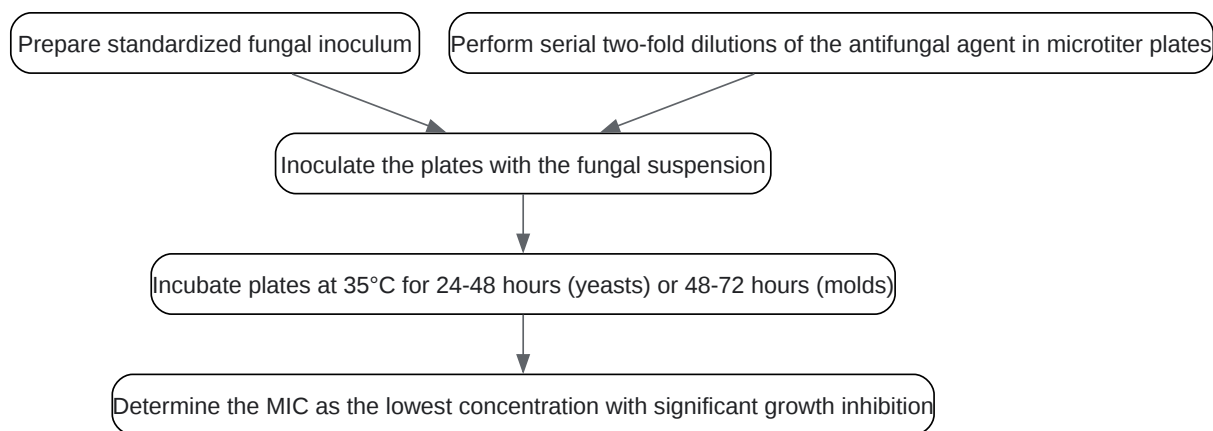 Prepare standardized fungal inoculum
Perform serial two-fold dilutions of the antifungal agent in microtiter plates
Inoculate the plates with the fungal suspension
Incubate plates at 35°C for 24-48 hours (yeasts) or 48-72 hours (molds)
Determine the MIC as the lowest concentration with significant growth inhibition